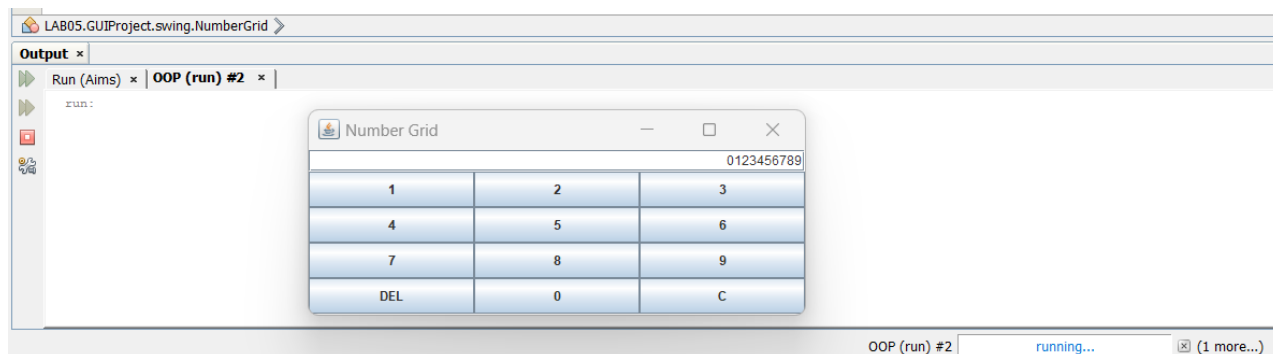 LAB05.GUIProject.swing.NumberGrid
Output ×
Run (Aims) × OOP (run) #2 ×
run:
Number Grid
0123456789
1 2 3
4 5 6
7 8 9
DEL 0 C
OOP (run) #2 running... (1 more...)